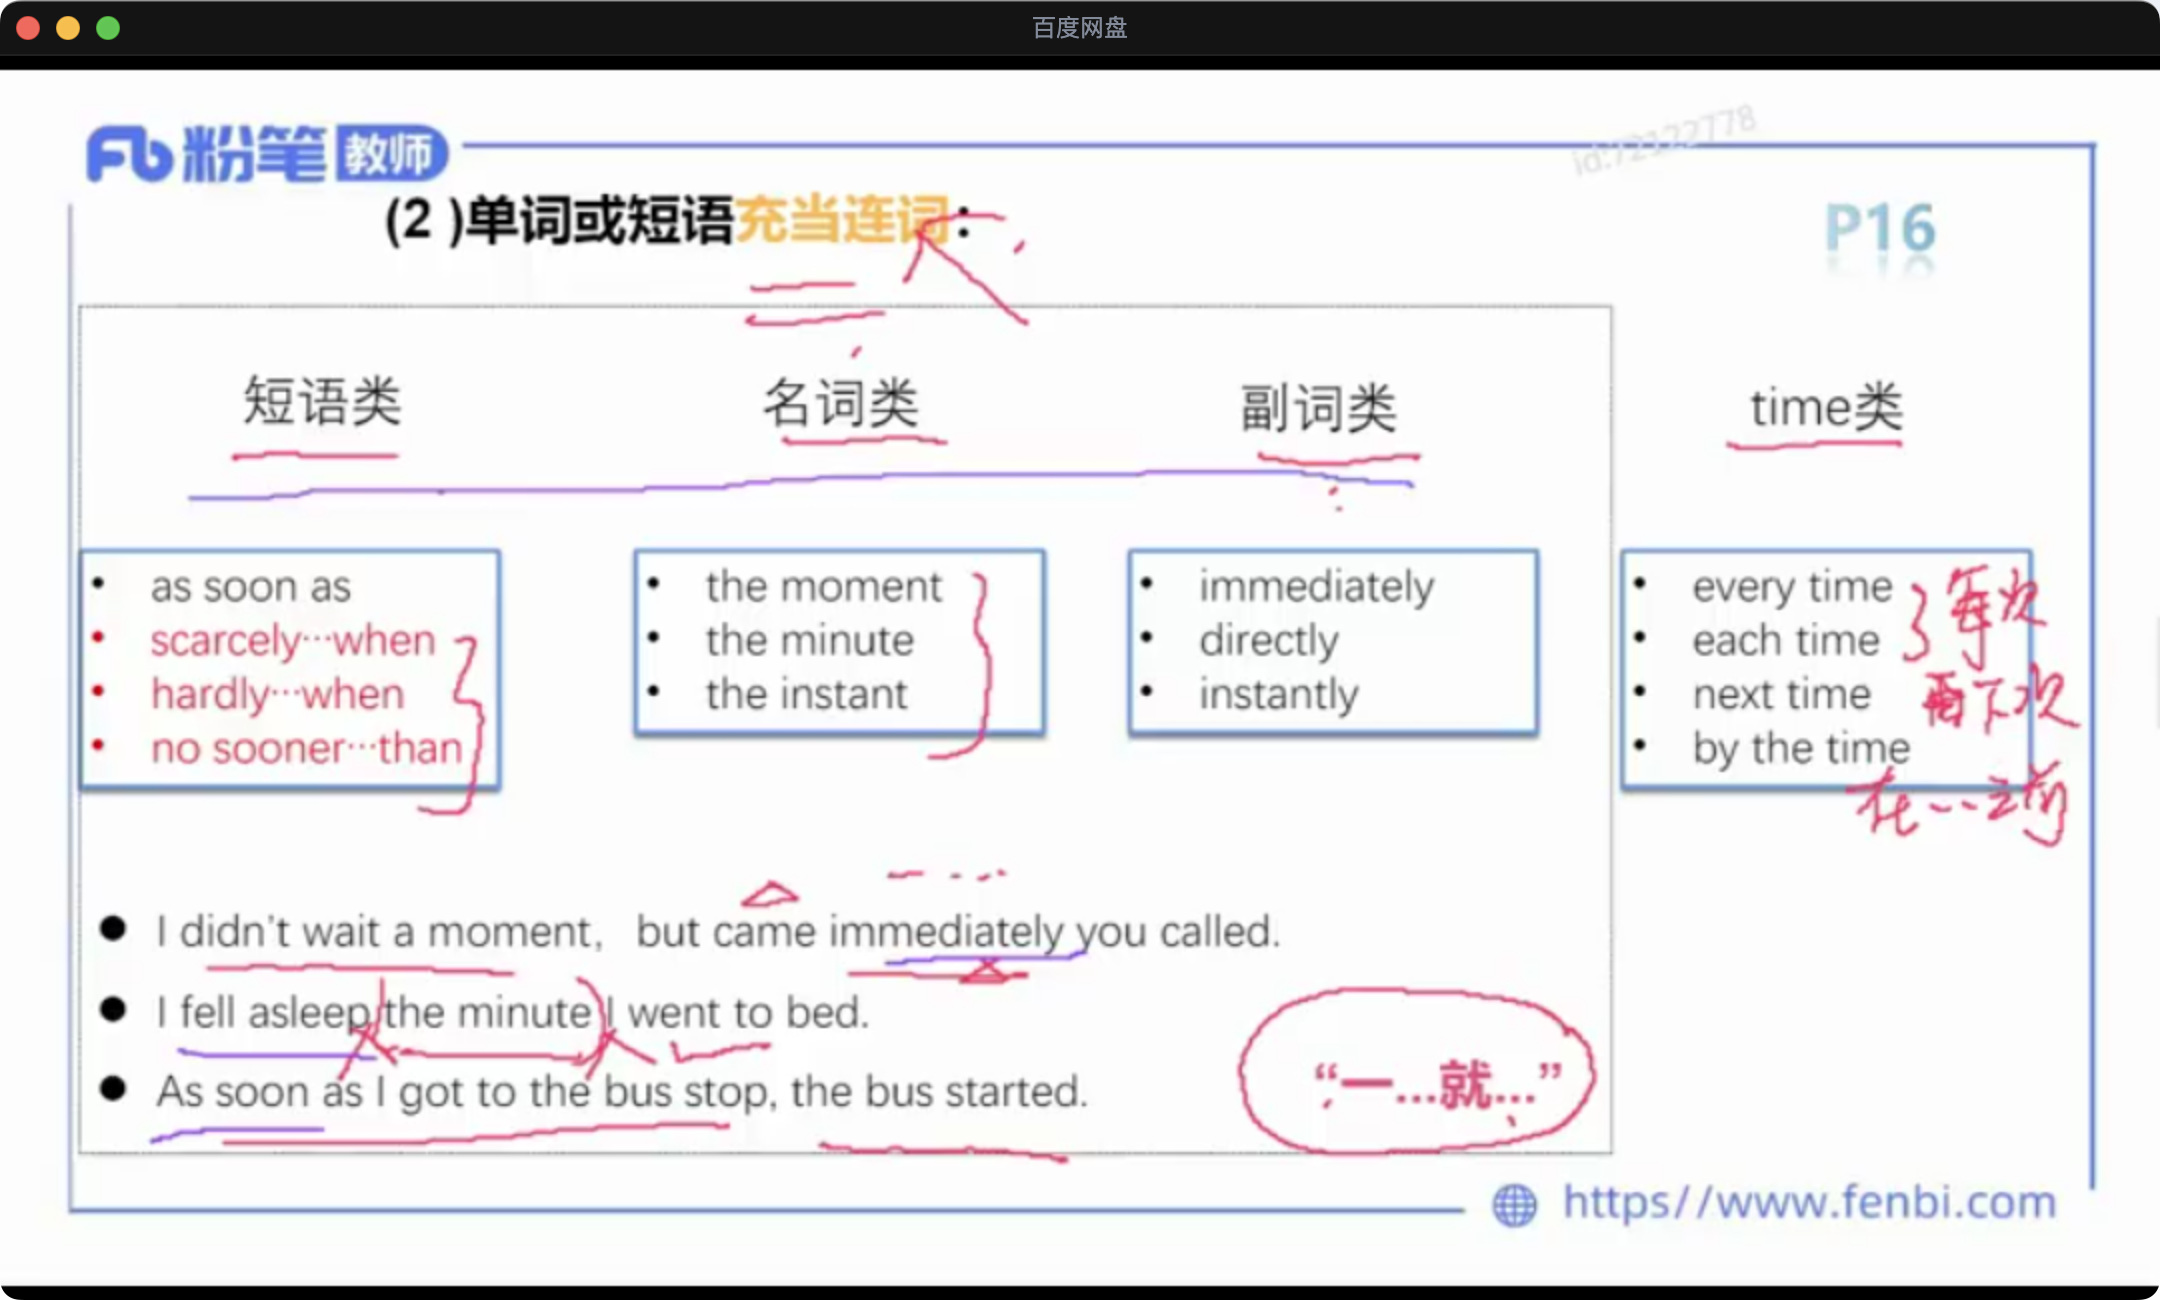 百度网盘
粉笔 教师
id:72122778
(2 )单词或短语充当连词：
P16
短语类
名词类
副词类
time类
• as soon as
• scarcely…when
• hardly…when
• no sooner…than
• the moment
• the minute
• the instant
• immediately
• directly
• instantly
• every time
• each time
• next time
• by the time
每次
下次
在...之前
● I didn't wait a moment， but came immediately you called.
● I fell asleep the minute I went to bed.
● As soon as I got to the bus stop, the bus started.
“一...就...”
https//www.fenbi.com